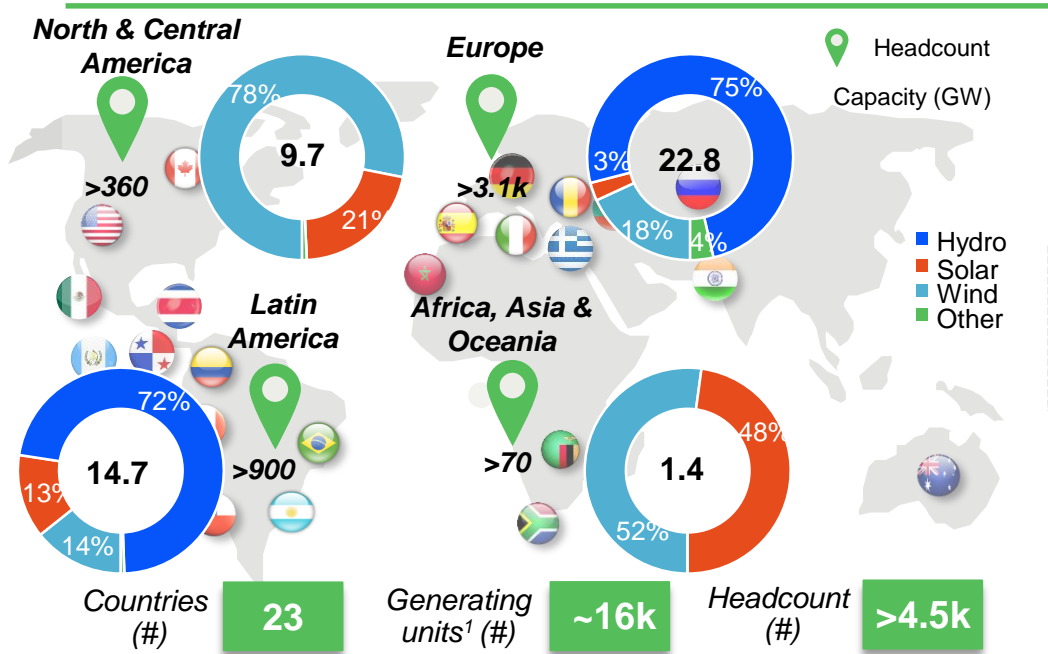 North & Central
America
>360
78%
9.7
21%
Europe
>3.1k
75%
3%
22.8
18%
4%
Headcount
Capacity (GW)
Hydro
Solar
Wind
Other
Latin
America
>900
72%
14.7
13%
14%
Africa, Asia &
Oceania
>70
48%
1.4
52%
Countries
(#)
23
Generating
units¹ (#)
~16k
Headcount
(#)
>4.5k